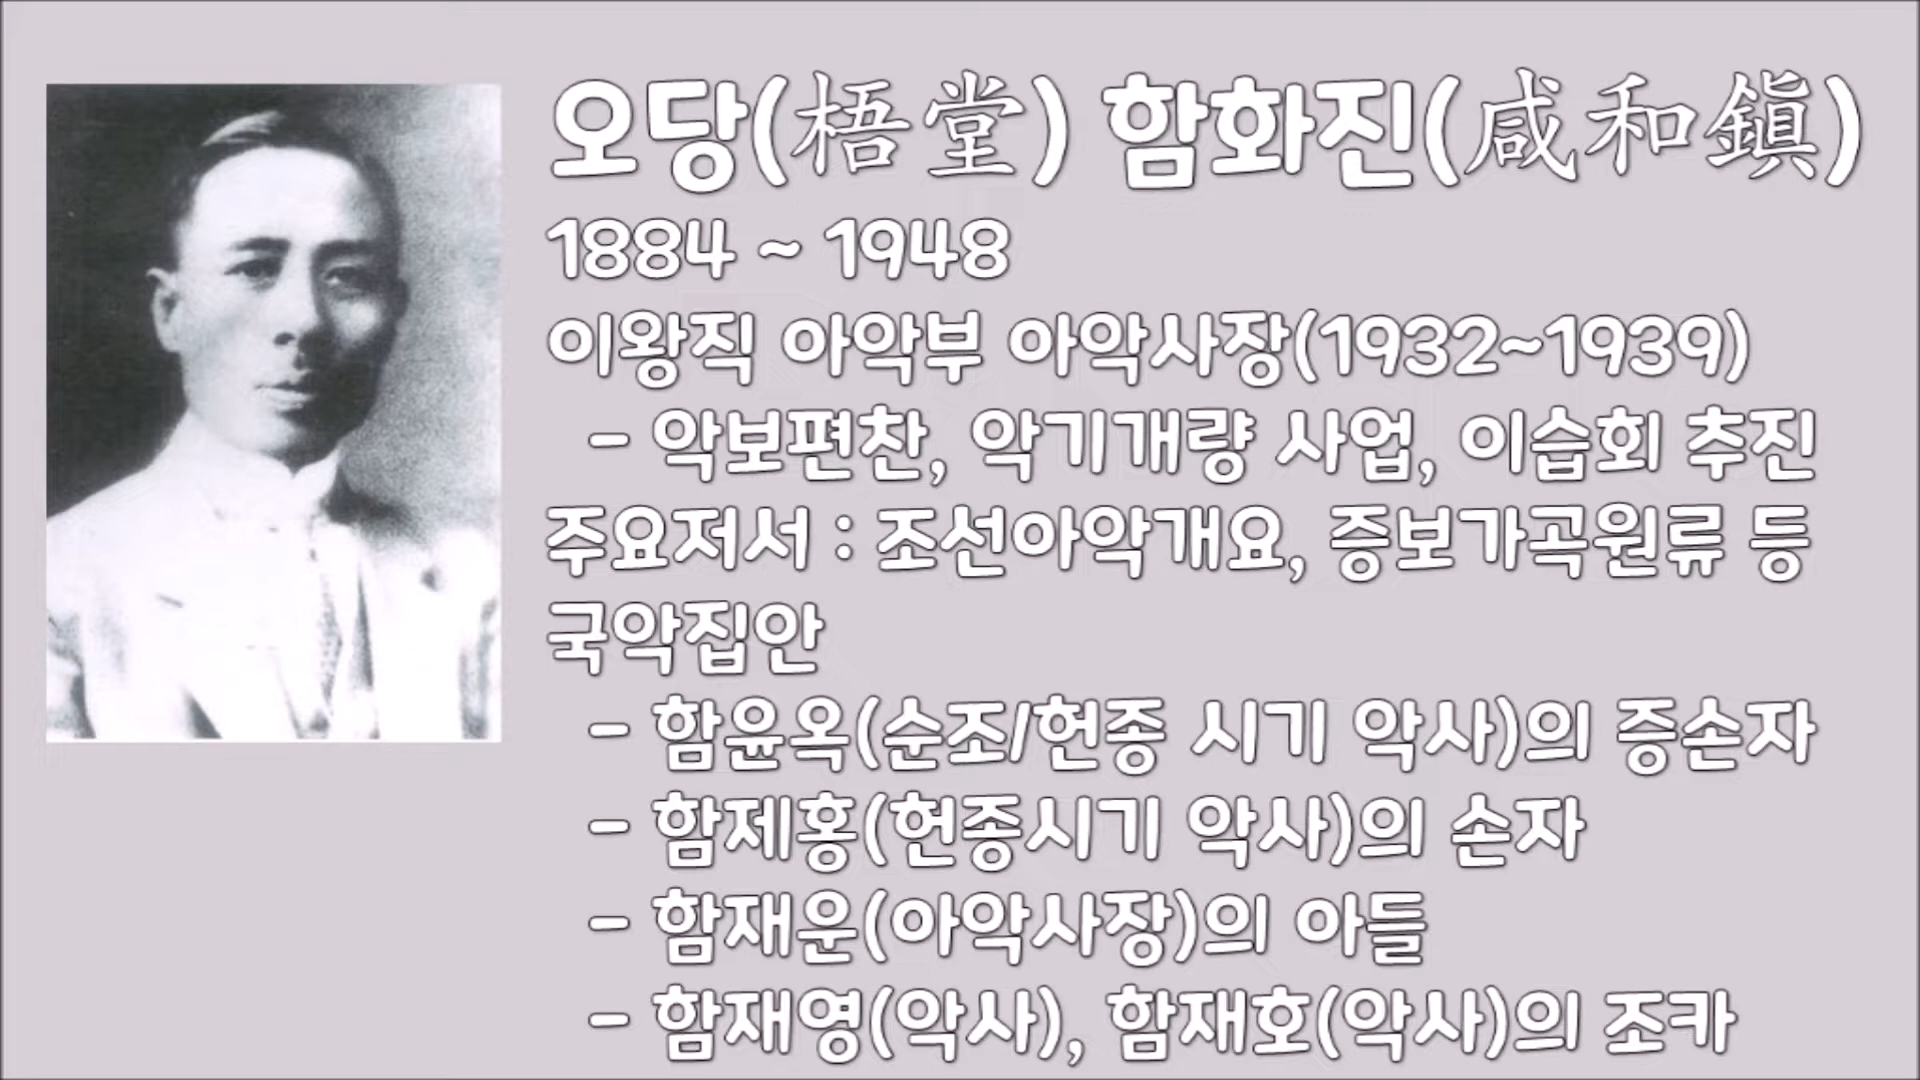 오당(梧堂) 함화진(咸和鎭)
1884 ~ 1948
이왕직 아악부 아악사장(1932~1939)
- 악보편찬, 악기개량 사업, 이습회 추진
주요저서 : 조선아악개요, 증보가곡원류 등
국악집안
- 함윤옥(순조/헌종 시기 악사)의 증손자
- 함제홍(헌종시기 악사)의 손자
- 함재운(아악사장)의 아들
- 함재영(악사), 함재호(악사)의 조카